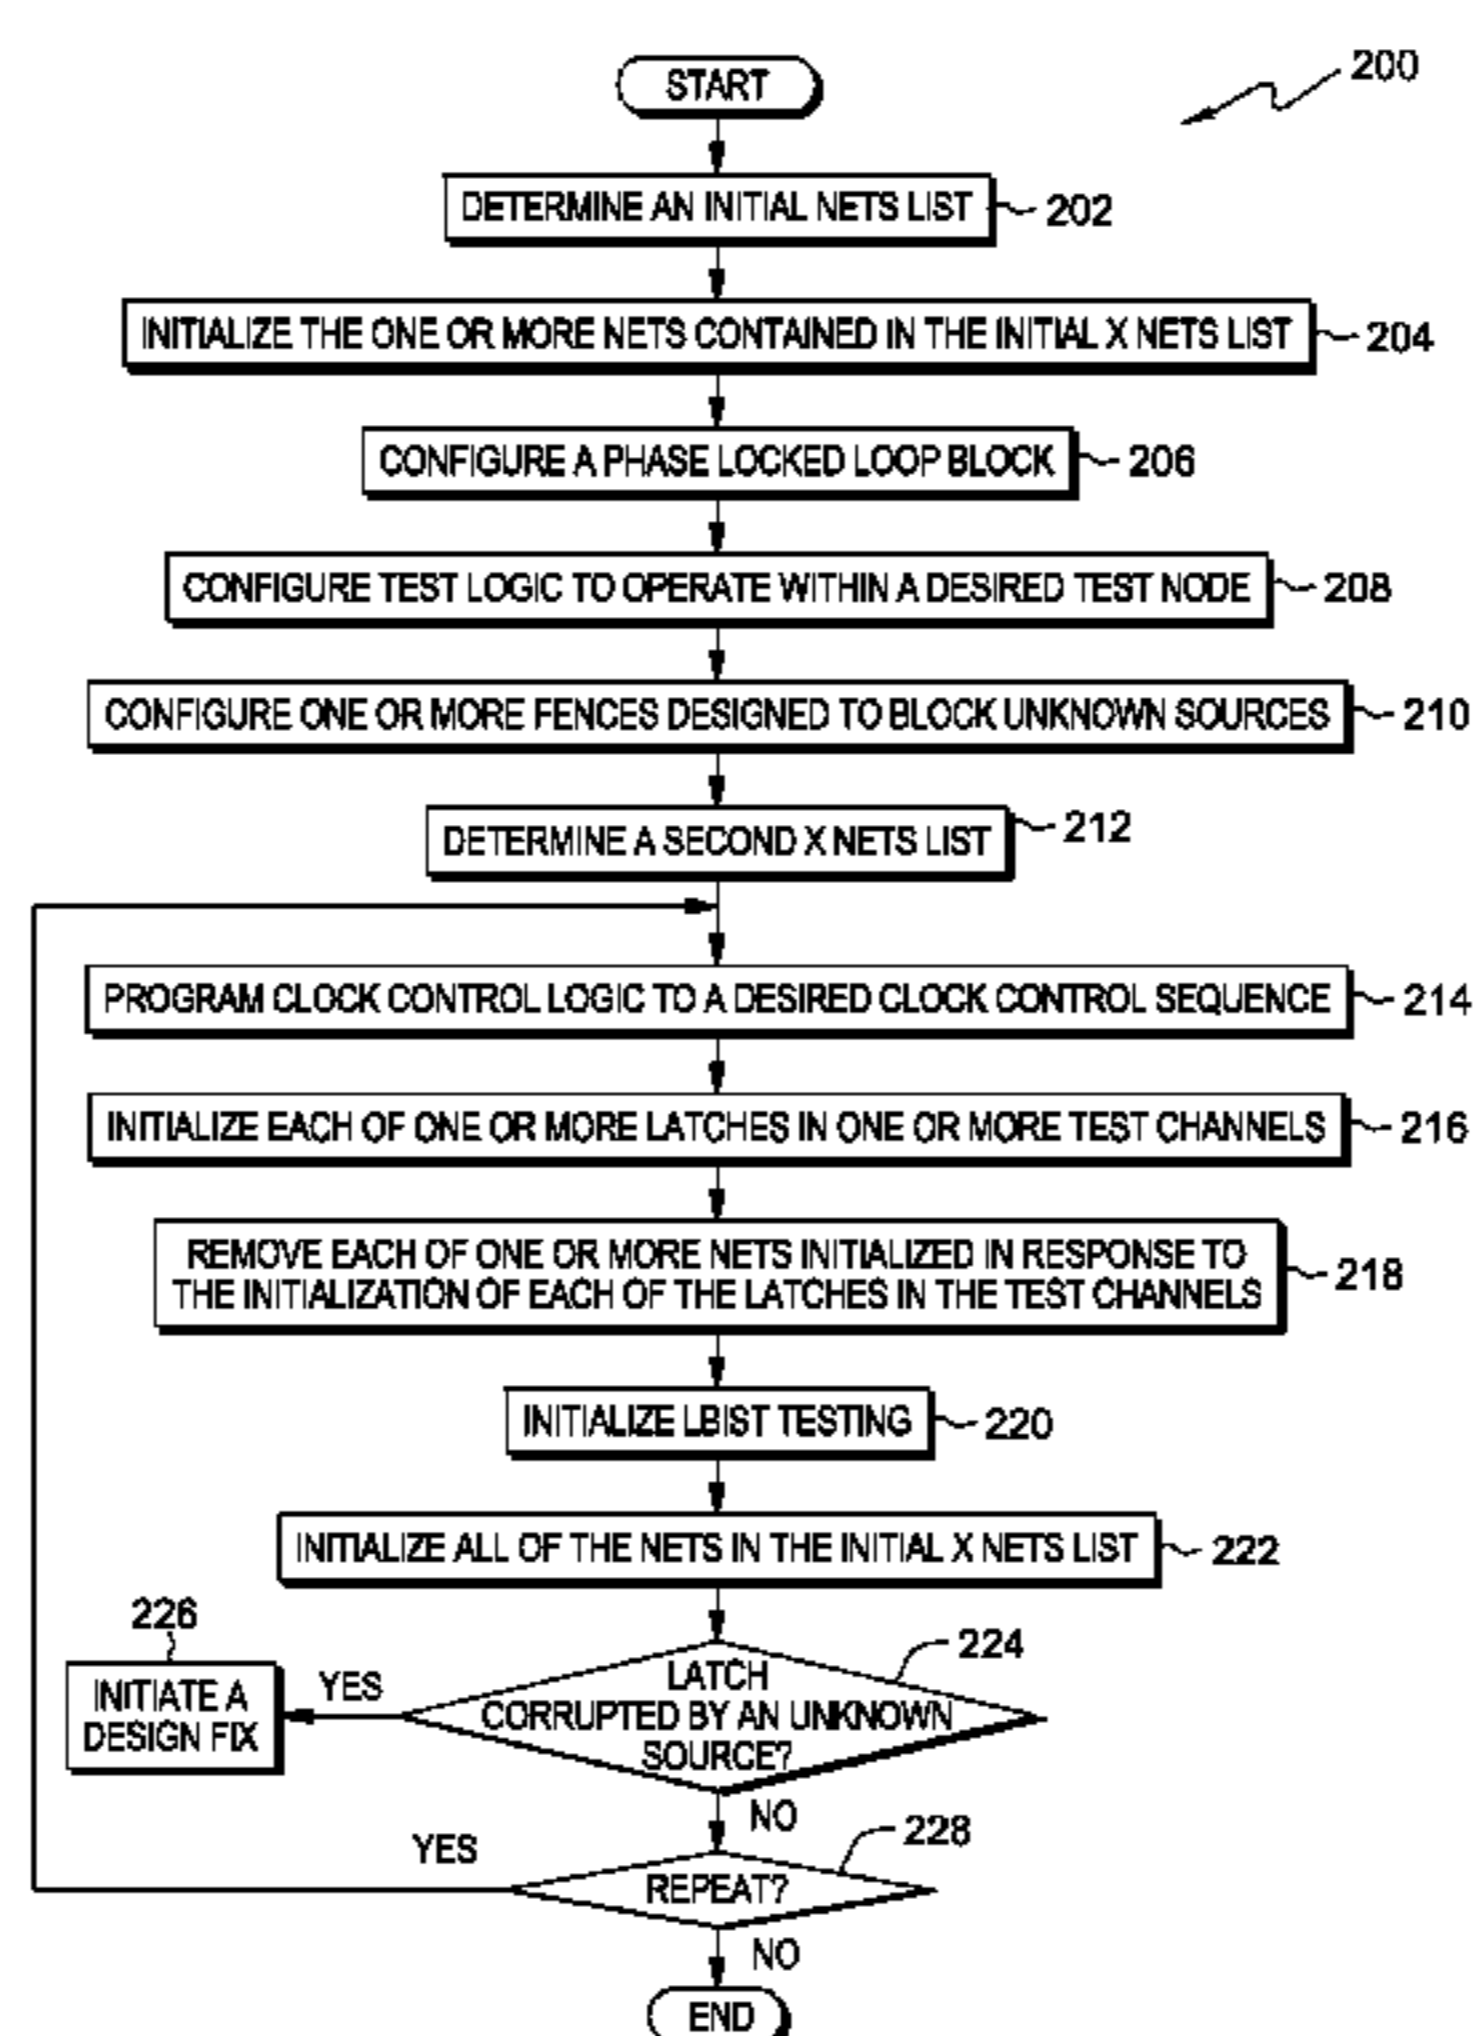 START
200
DETERMINE AN INITIAL NETS LIST
202
INITIALIZE THE ONE OR MORE NETS CONTAINED IN THE INITIAL X NETS LIST
204
CONFIGURE A PHASE LOCKED LOOP BLOCK
206
CONFIGURE TEST LOGIC TO OPERATE WITHIN A DESIRED TEST NODE
208
CONFIGURE ONE OR MORE FENCES DESIGNED TO BLOCK UNKNOWN SOURCES
210
DETERMINE A SECOND X NETS LIST
212
PROGRAM CLOCK CONTROL LOGIC TO A DESIRED CLOCK CONTROL SEQUENCE
214
INITIALIZE EACH OF ONE OR MORE LATCHES IN ONE OR MORE TEST CHANNELS
216
REMOVE EACH OF ONE OR MORE NETS INITIALIZED IN RESPONSE TO
THE INITIALIZATION OF EACH OF THE LATCHES IN THE TEST CHANNELS
218
INITIALIZE LBIST TESTING
220
INITIALIZE ALL OF THE NETS IN THE INITIAL X NETS LIST
222
226
INITIATE A
DESIGN FIX
YES
LATCH
CORRUPTED BY AN UNKNOWN
SOURCE?
224
NO
YES
REPEAT?
228
NO
END